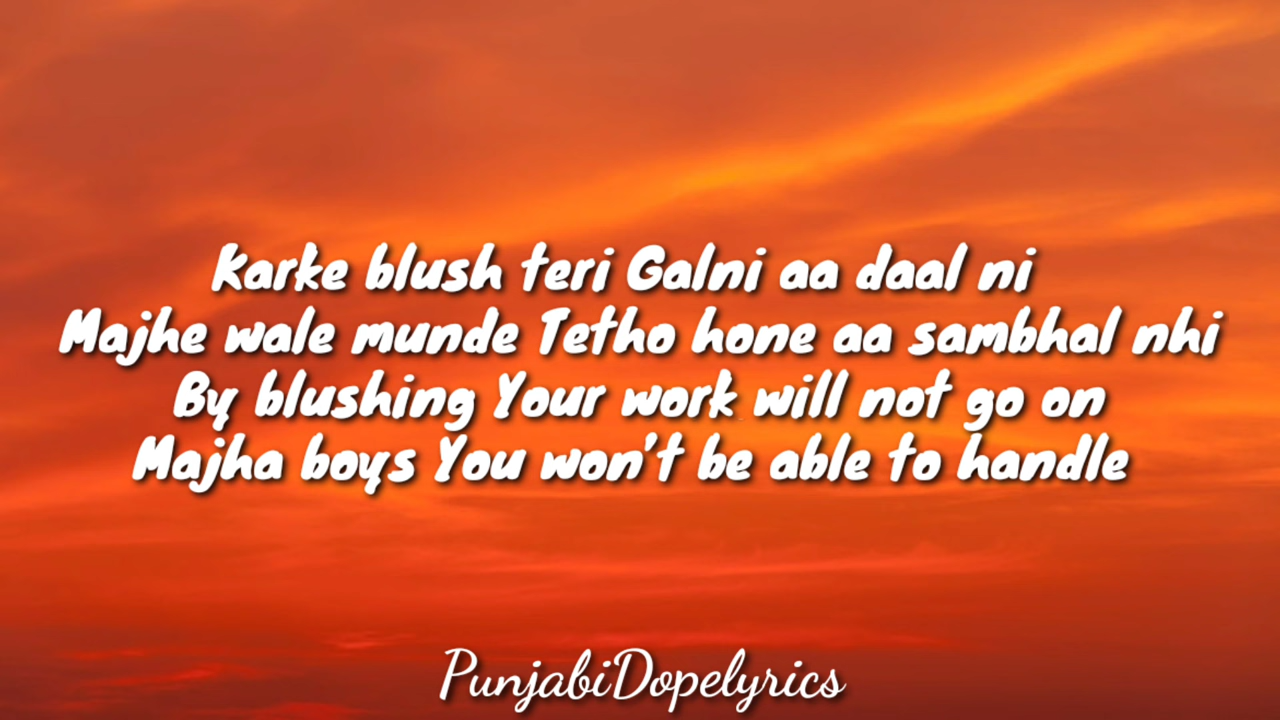 Karke blush teri Galni aa daal ni
Majhe wale munde Tetho hone aa sambhal nhi
By blushing Your work will not go on
Majha boys You won't be able to handle
PunjabiDopelyrics